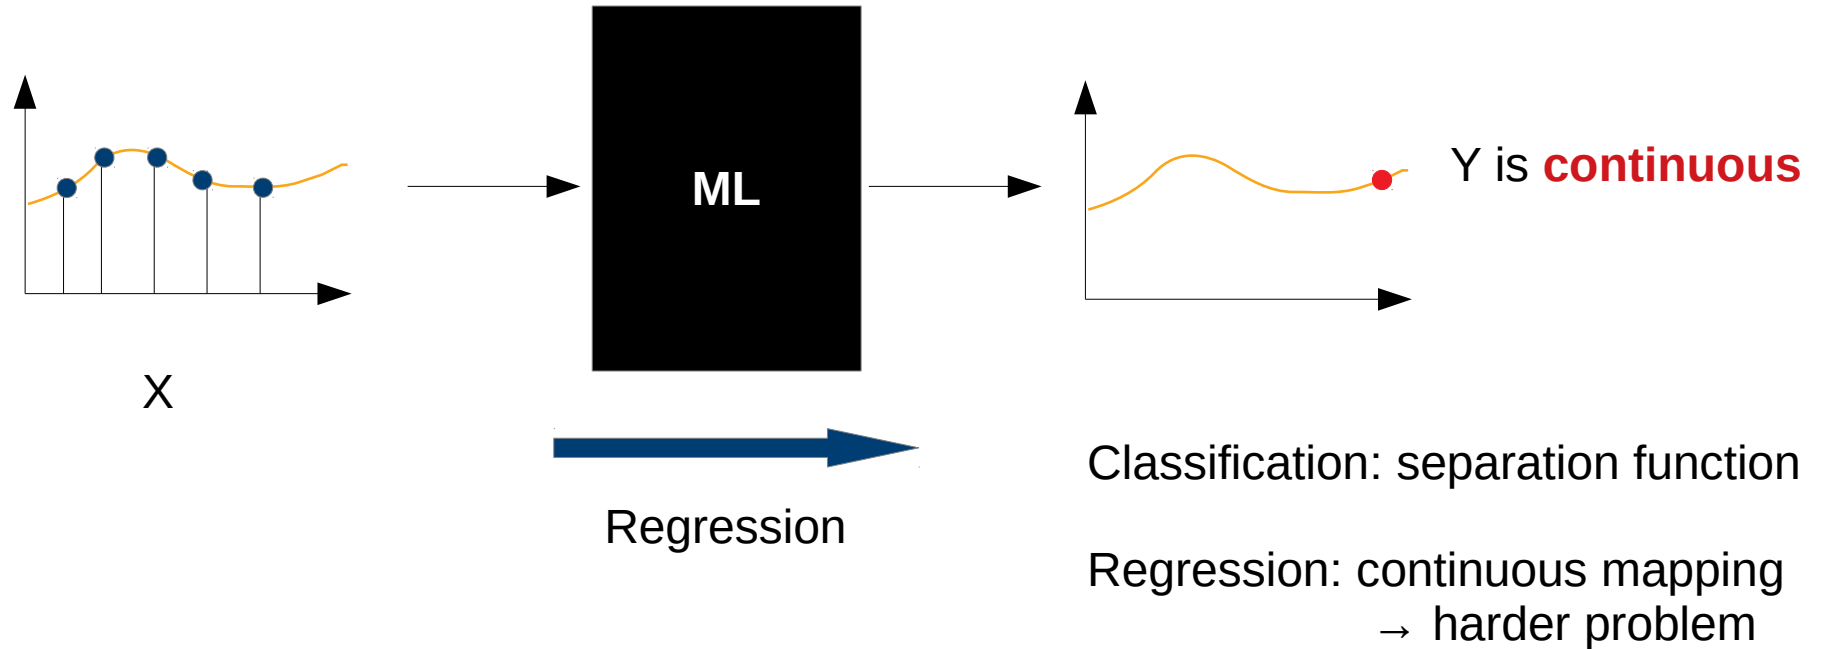 ML
Y is continuous
X
Regression
Classification: separation function
Regression: continuous mapping
→ harder problem